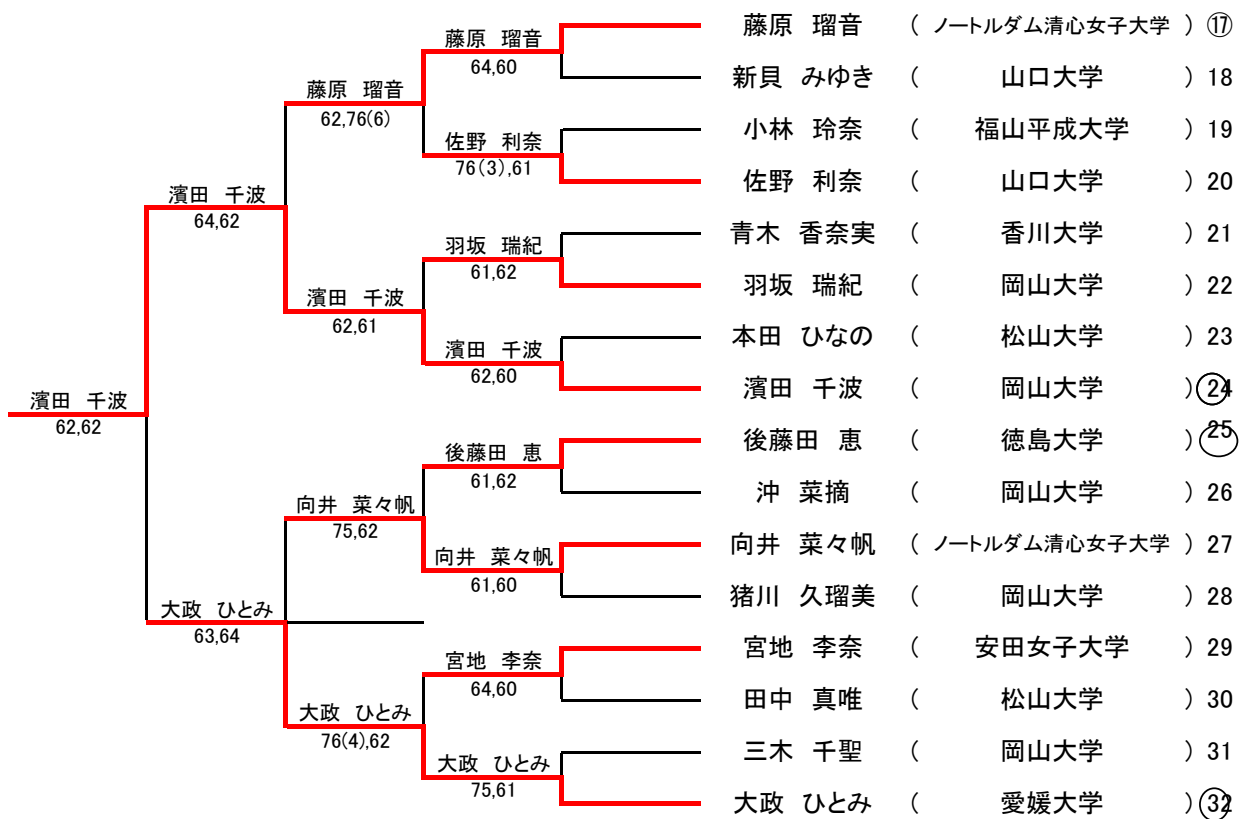 藤原 瑠音 ( ノートルダム清心女子大学 ) ⑰
藤原 瑠音
64,60
新貝 みゆき ( 山口大学 ) 18
藤原 瑠音
62,76(6)
小林 玲奈 ( 福山平成大学 ) 19
佐野 利奈
76(3),61
佐野 利奈 ( 山口大学 ) 20
濱田 千波
64,62
青木 香奈実 ( 香川大学 ) 21
羽坂 瑞紀
61,62
羽坂 瑞紀 ( 岡山大学 ) 22
濱田 千波
62,61
本田 ひなの ( 松山大学 ) 23
濱田 千波
62,60
濱田 千波 ( 岡山大学 ) 24
濱田 千波
62,62
後藤田 恵 ( 徳島大学 ) 25
後藤田 恵
61,62
沖 菜摘 ( 岡山大学 ) 26
向井 菜々帆
75,62
向井 菜々帆 ( ノートルダム清心女子大学 ) 27
向井 菜々帆
61,60
猪川 久瑠美 ( 岡山大学 ) 28
大政 ひとみ
63,64
宮地 李奈 ( 安田女子大学 ) 29
宮地 李奈
64,60
田中 真唯 ( 松山大学 ) 30
大政 ひとみ
76(4),62
三木 千聖 ( 岡山大学 ) 31
大政 ひとみ
75,61
大政 ひとみ ( 愛媛大学 ) 32